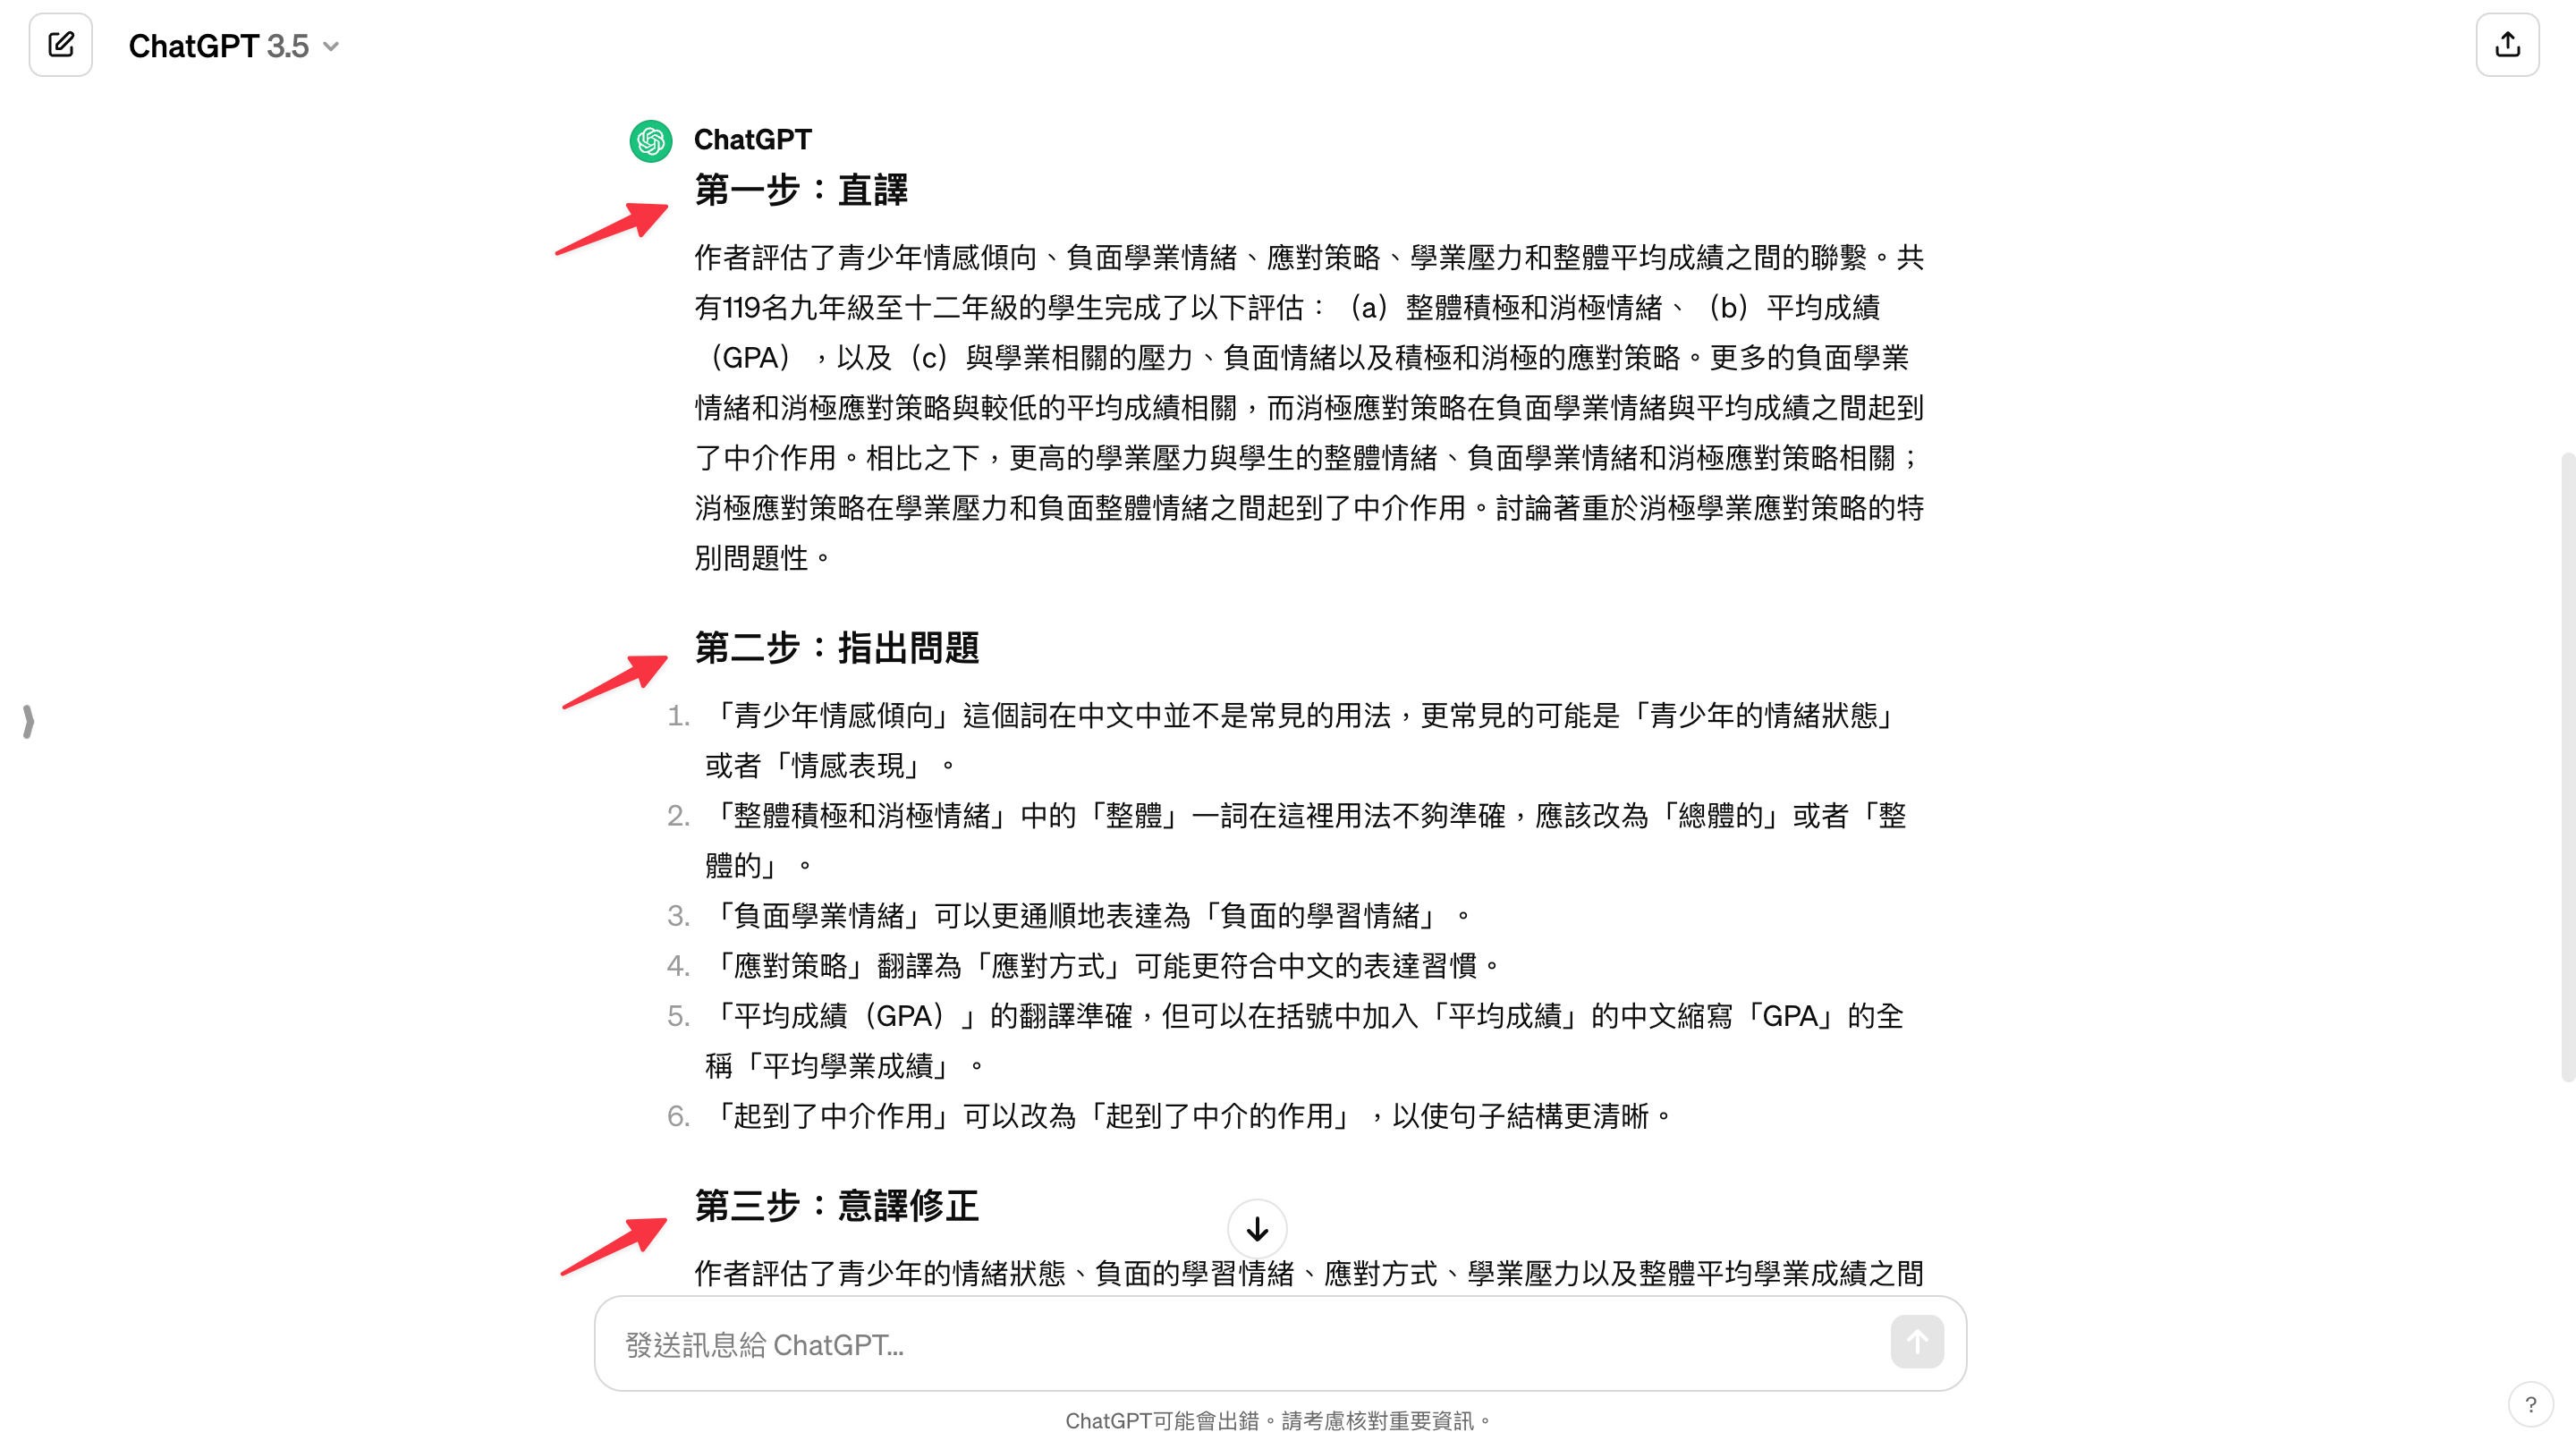 ChatGPT 3.5
ChatGPT
第一步：直譯
作者評估了青少年情感傾向、負面學業情緒、應對策略、學業壓力和整體平均成績之間的聯繫。共
有119名九年級至十二年級的學生完成了以下評估：（a）整體積極和消極情緒、（b）平均成績
（GPA），以及（c）與學業相關的壓力、負面情緒以及積極和消極的應對策略。更多的負面學業
情緒和消極應對策略與較低的平均成績相關，而消極應對策略在負面學業情緒與平均成績之間起到
了中介作用。相比之下，更高的學業壓力與學生的整體情緒、負面學業情緒和消極應對策略相關；
消極應對策略在學業壓力和負面整體情緒之間起到了中介作用。討論著重於消極學業應對策略的特
別問題性。
第二步：指出問題
1. 「青少年情感傾向」這個詞在中文中並不是常見的用法，更常見的可能是「青少年的情緒狀態」
或者「情感表現」。
2. 「整體積極和消極情緒」中的「整體」一詞在這裡用法不夠準確，應該改為「總體的」或者「整
體的」。
3. 「負面學業情緒」可以更通順地表達為「負面的學習情緒」。
4. 「應對策略」翻譯為「應對方式」可能更符合中文的表達習慣。
5. 「平均成績（GPA）」的翻譯準確，但可以在括號中加入「平均成績」的中文縮寫「GPA」的全
稱「平均學業成績」。
6. 「起到了中介作用」可以改為「起到了中介的作用」，以使句子結構更清晰。
第三步：意譯修正
作者評估了青少年的情緒狀態、負面的學習情緒、應對方式、學業壓力以及整體平均學業成績之間
發送訊息給 ChatGPT...
ChatGPT可能會出錯。請考慮核對重要資訊。
?